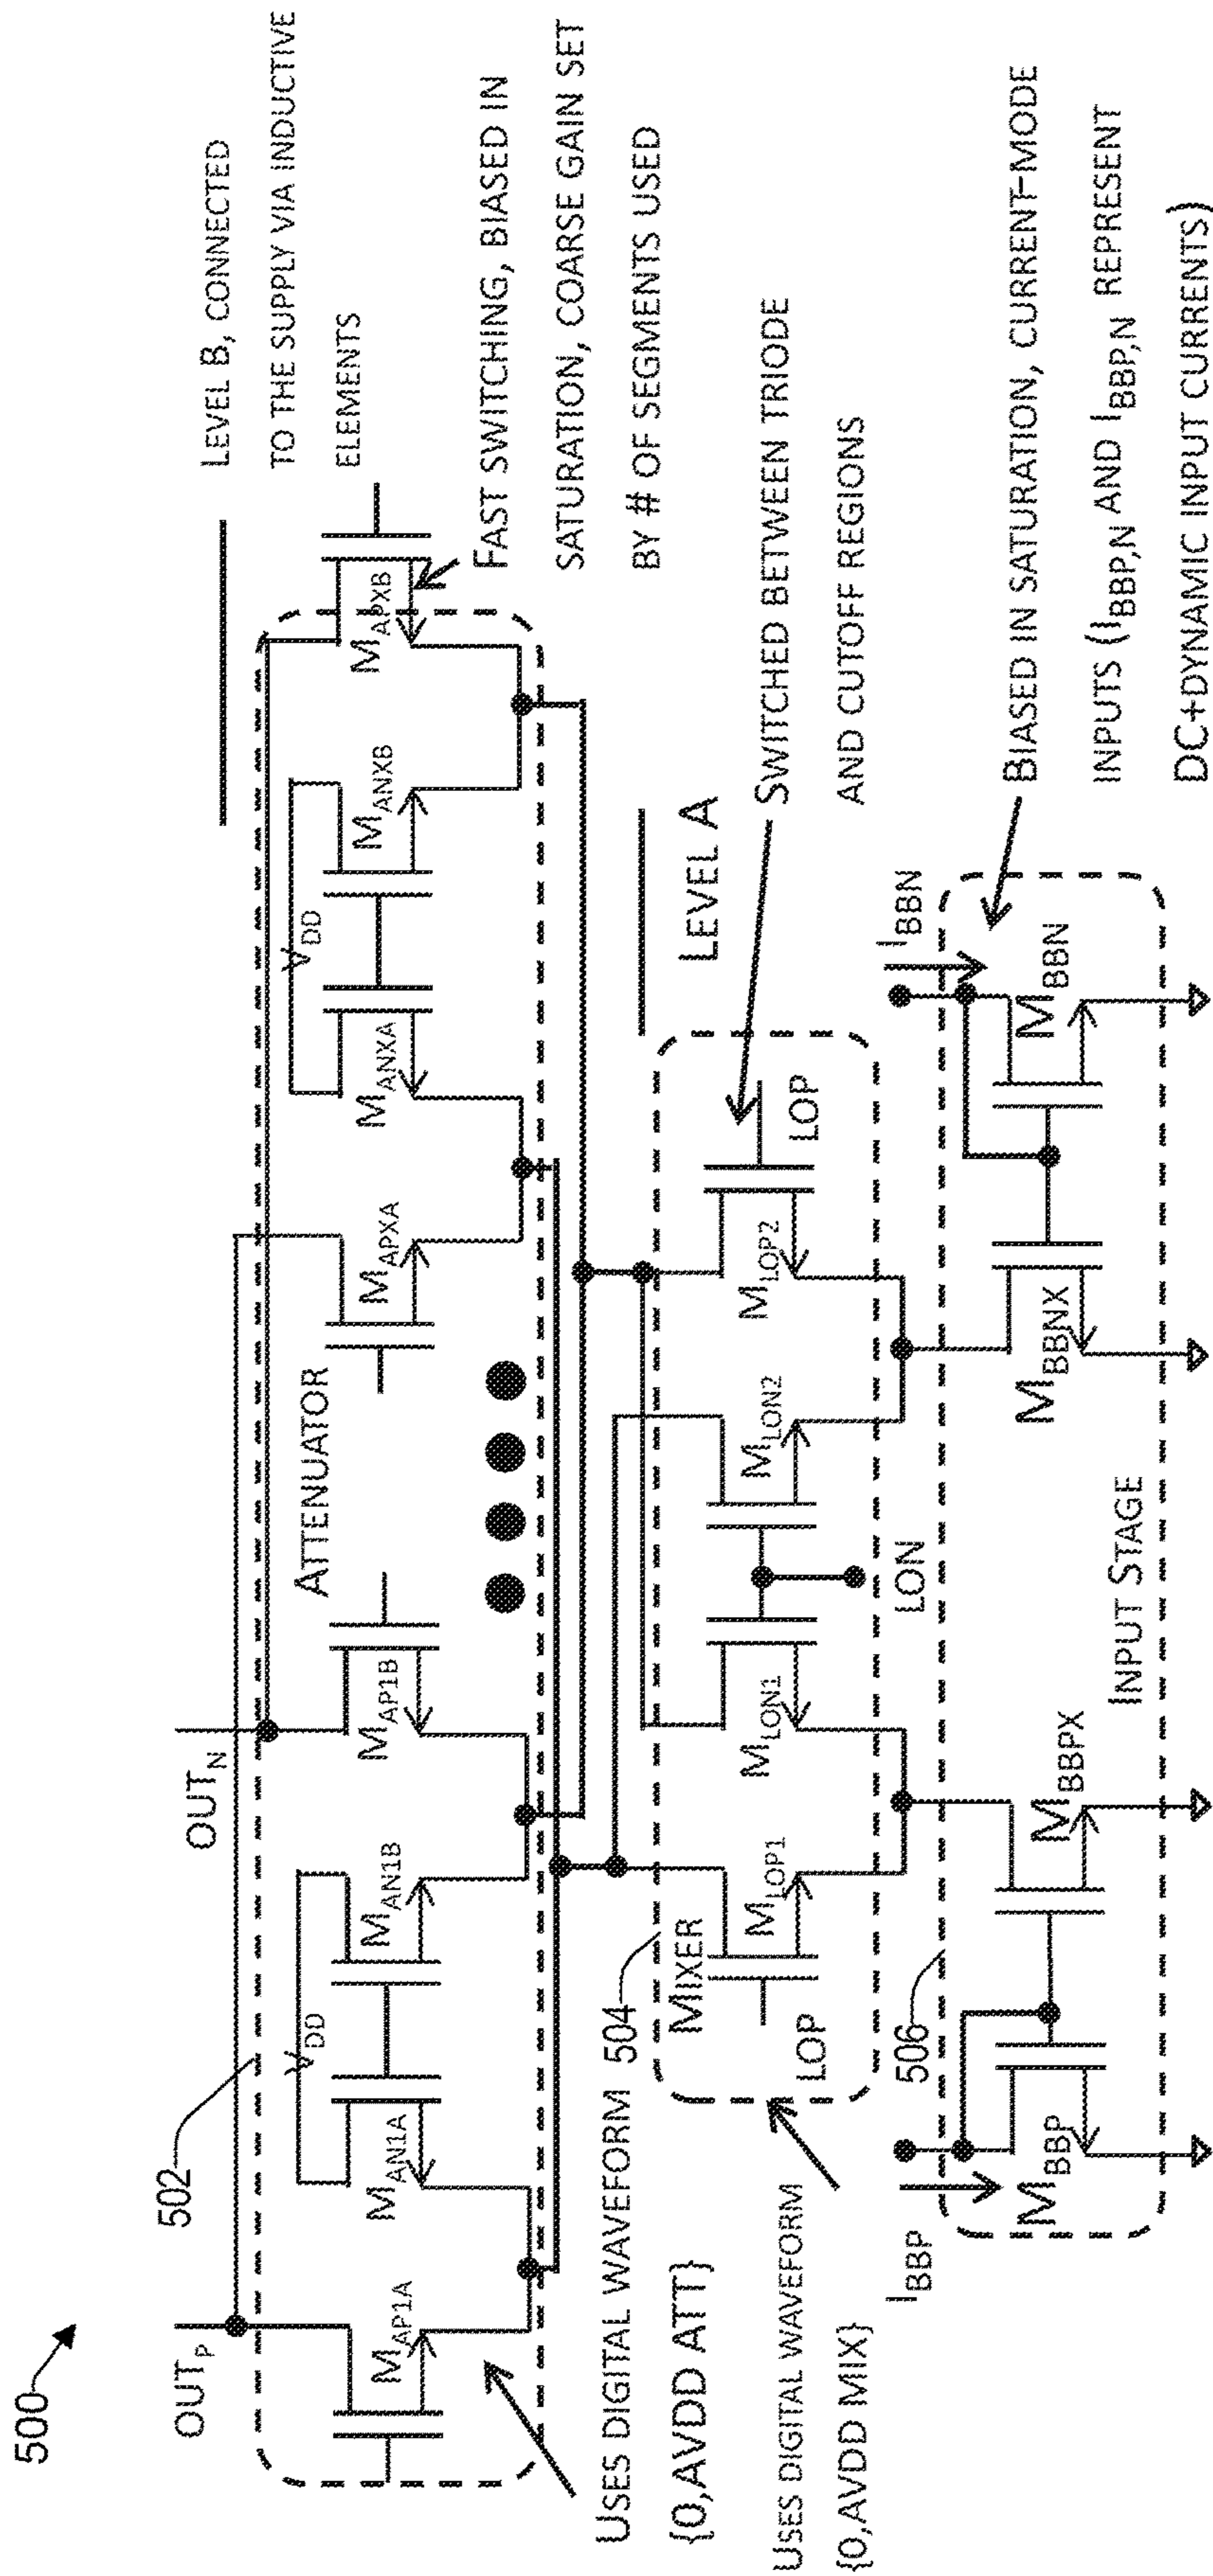 500
OUTP
502
OUTN
LEVEL B, CONNECTED
TO THE SUPPLY VIA INDUCTIVE
ELEMENTS
VDD
ATTENUATOR
VDD
MAP1A
MAN1A
MAN1B
MAP1B
MAPXA
MANXA
MANXB
MAPXB
FAST SWITCHING, BIASED IN
SATURATION, COARSE GAIN SET
BY # OF SEGMENTS USED
USES DIGITAL WAVEFORM
{0,AVDD ATT}
504
MIXER
LEVEL A
SWITCHED BETWEEN TRIODE
AND CUTOFF REGIONS
MLOP1
MLON1
MLON2
MLOP2
LOP
LOP
LON
USES DIGITAL WAVEFORM
{0,AVDD MIX}
506
IBBP
IBBN
MBBP
MBBPX
MBBNX
MBBN
INPUT STAGE
BIASED IN SATURATION, CURRENT-MODE
INPUTS (IBBP,N AND IBBP,N REPRESENT
DC+DYNAMIC INPUT CURRENTS)